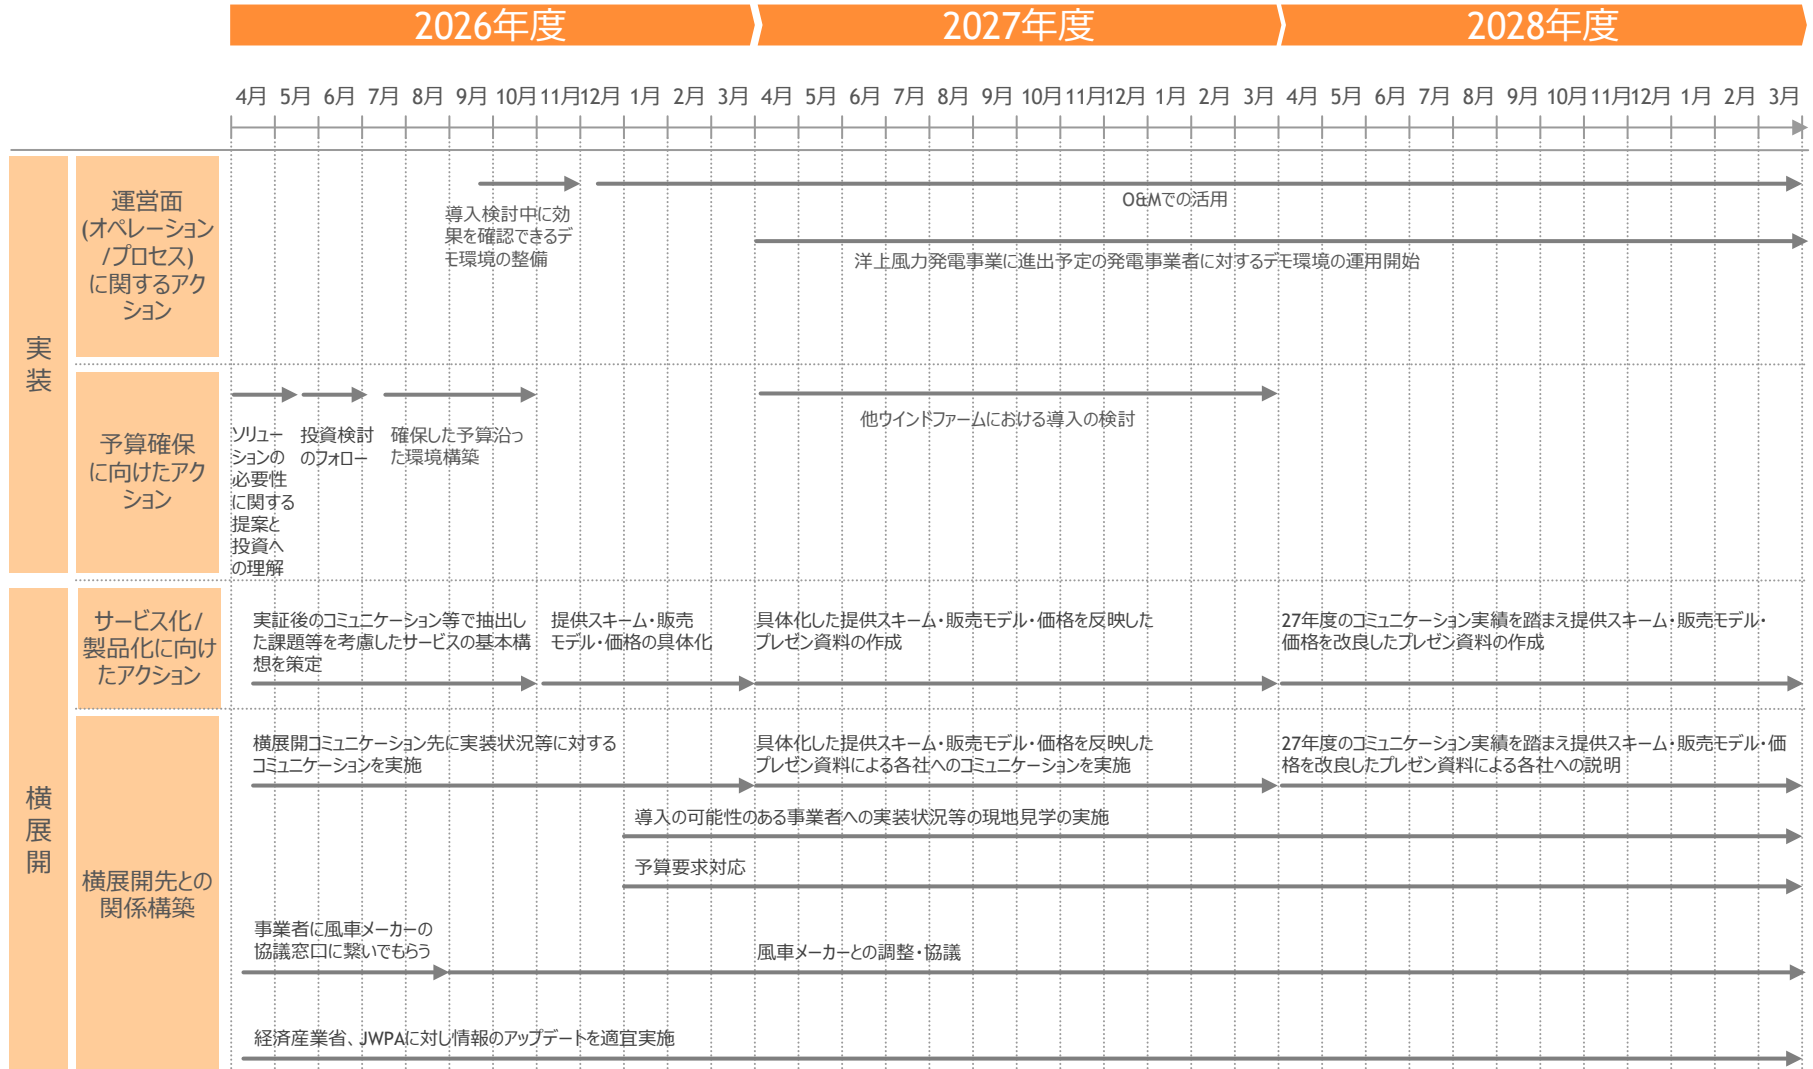 2026年度
2027年度
2028年度
4月 5月 6月 7月 8月 9月 10月 11月 12月 1月 2月 3月 4月 5月 6月 7月 8月 9月 10月 11月 12月 1月 2月 3月 4月 5月 6月 7月 8月 9月 10月 11月 12月 1月 2月 3月
実
装
運営面
(オペレーション
/プロセス)
に関するアク
ション
導入検討中に効
果を確認できるデ
モ環境の整備
O&Mでの活用
洋上風力発電事業に進出予定の発電事業者に対するデモ環境の運用開始
予算確保
に向けたアク
ション
ソリュー
ションの
必要性
に関する
提案と
投資へ
の理解
投資検討
のフォロー
確保した予算沿っ
た環境構築
他ウインドファームにおける導入の検討
横
展
開
サービス化/
製品化に向け
たアクション
実証後のコミュニケーション等で抽出し
た課題等を考慮したサービスの基本構
想を策定
提供スキーム・販売
モデル・価格の具体化
具体化した提供スキーム・販売モデル・価格を反映した
プレゼン資料の作成
27年度のコミュニケーション実績を踏まえ提供スキーム・販売モデル・
価格を改良したプレゼン資料の作成
横展開先との
関係構築
横展開コミュニケーション先に実装状況等に対する
コミュニケーションを実施
具体化した提供スキーム・販売モデル・価格を反映した
プレゼン資料による各社へのコミュニケーションを実施
27年度のコミュニケーション実績を踏まえ提供スキーム・販売モデル・価
格を改良したプレゼン資料による各社への説明
導入の可能性のある事業者への実装状況等の現地見学の実施
予算要求対応
事業者に風車メーカーの
協議窓口に繋いでもらう
風車メーカーとの調整・協議
経済産業省、JWPAに対し情報のアップデートを適宜実施